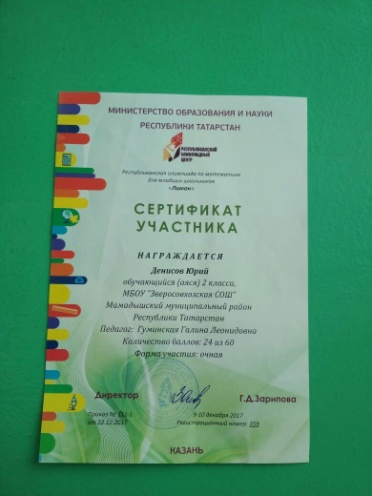 МИНИСТЕРСТВО ОБРАЗОВАНИЯ И НАУКИ
РЕСПУБЛИКИ ТАТАРСТАН
РЕСПУБЛИКАНСКИЙ
ОЛИМПИАДНЫЙ
ЦЕНТР
Республиканская олимпиада по математике
для младших школьников
«Лимон»
СЕРТИФИКАТ
УЧАСТНИКА
НАГРАЖДАЕТСЯ
Денисов Юрий
обучающийся (аяся) 2 класса,
МБОУ "Зверосовхозская СОШ"
Мамадышский муниципальный район
Республики Татарстан
Педагог: Гуминская Галина Леонидовна
Количество баллов: 24 из 60
Форма участия: очная
Директор
Г.Д.Зарипова
Приказ №
от 22.12.2017
9-10 декабря 2017
Регистрационный номер:
КАЗАНЬ